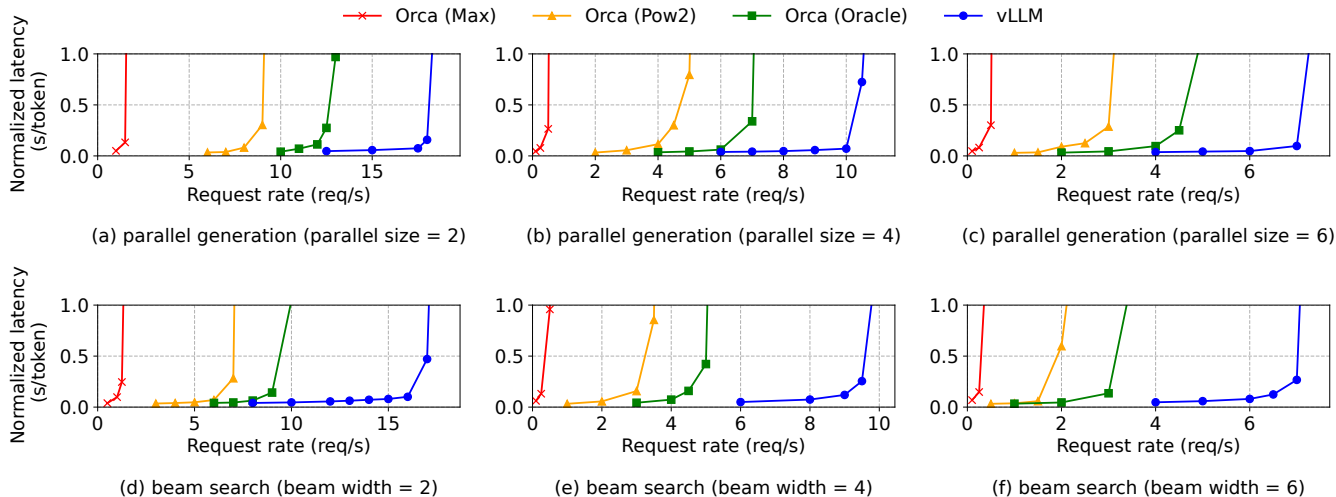 Orca (Max) Orca (Pow2) Orca (Oracle) vLLM
Normalized latency
(s/token)
1.0
0.5
0.0
0 5 10 15
Request rate (req/s)
(a) parallel generation (parallel size = 2)
1.0
0.5
0.0
0 2 4 6 8 10
Request rate (req/s)
(b) parallel generation (parallel size = 4)
1.0
0.5
0.0
0 2 4 6
Request rate (req/s)
(c) parallel generation (parallel size = 6)
Normalized latency
(s/token)
1.0
0.5
0.0
0 5 10 15
Request rate (req/s)
(d) beam search (beam width = 2)
1.0
0.5
0.0
0 2 4 6 8 10
Request rate (req/s)
(e) beam search (beam width = 4)
1.0
0.5
0.0
0 2 4 6
Request rate (req/s)
(f) beam search (beam width = 6)